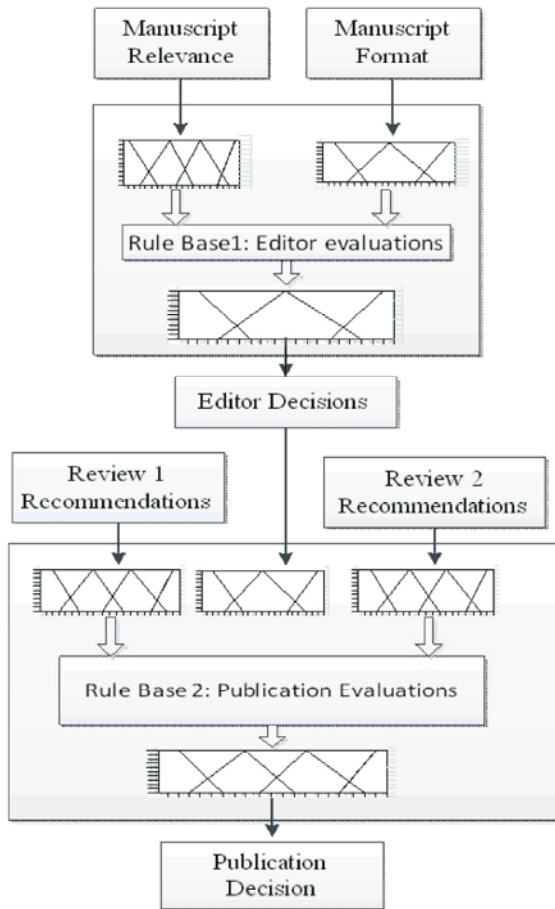 Manuscript
Relevance
Manuscript
Format
Rule Base1: Editor evaluations
Editor Decisions
Review 1
Recommendations
Review 2
Recommendations
Rule Base 2: Publication Evaluations
Publication
Decision